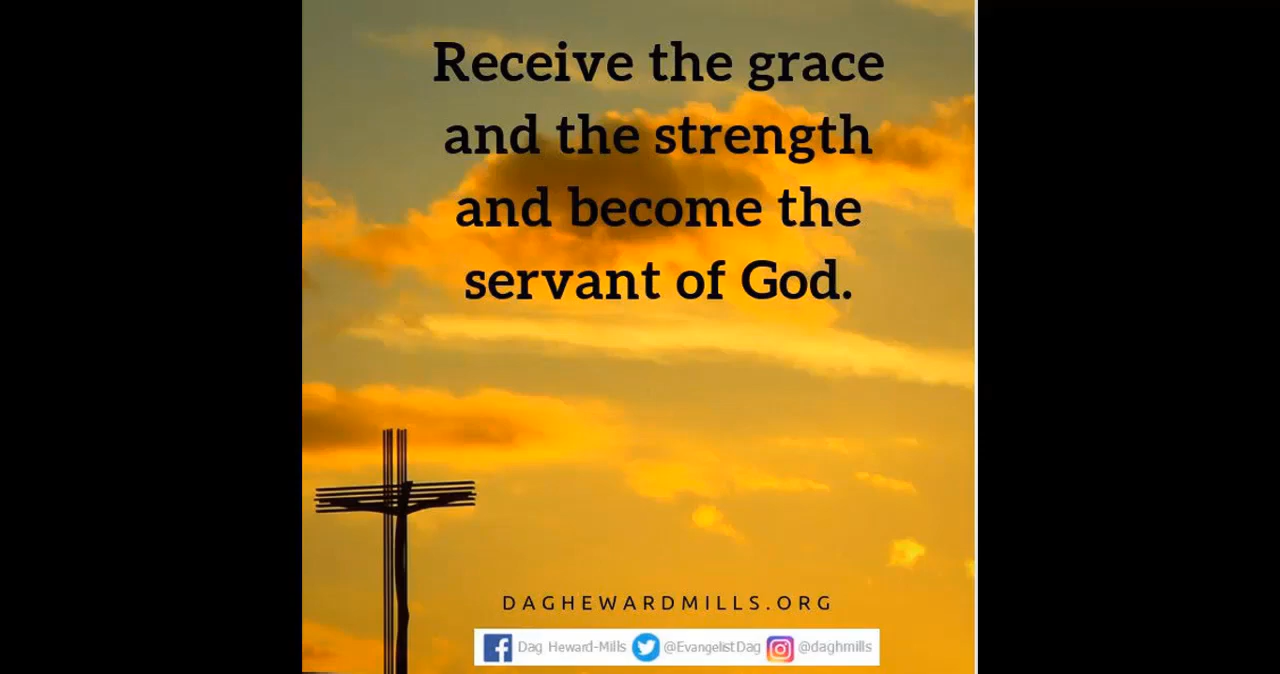 Receive the grace
and the strength
and become the
servant of God.
DAGHEWARDMILLS.ORG
Dag Heward-Mills @EvangelistDag @daghmills